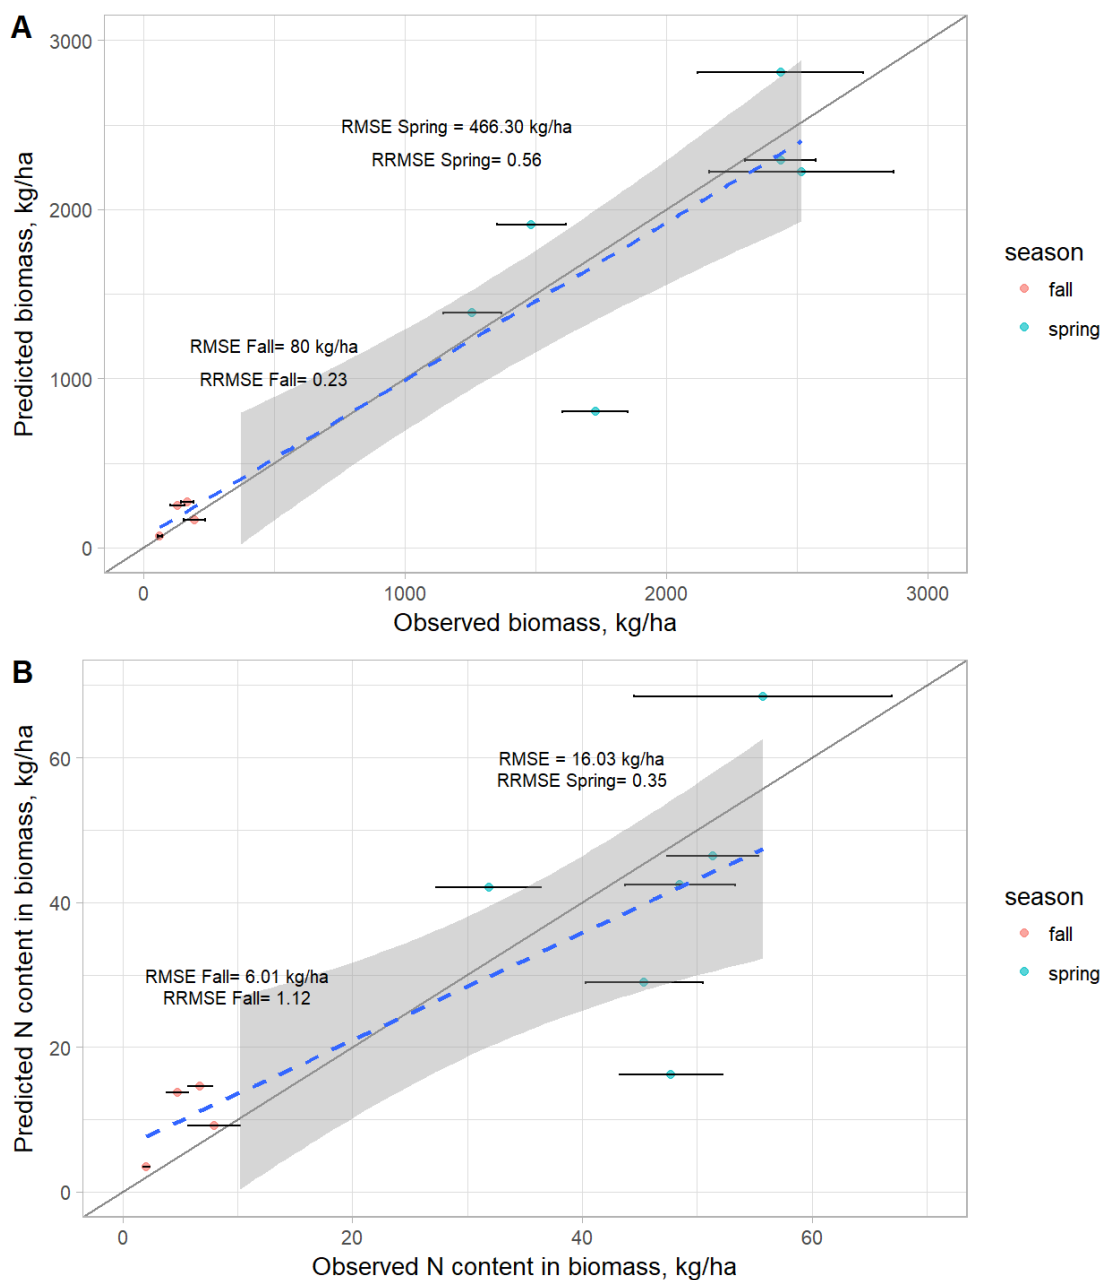 A
3000
2000
1000
0
Predicted biomass, kg/ha
RMSE Spring = 466.30 kg/ha
RRMSE Spring= 0.56
RMSE Fall= 80 kg/ha
RRMSE Fall= 0.23
0 1000 2000 3000
Observed biomass, kg/ha
season
fall
spring
B
60
40
20
0
Predicted N content in biomass, kg/ha
RMSE = 16.03 kg/ha
RRMSE Spring= 0.35
RMSE Fall= 6.01 kg/ha
RRMSE Fall= 1.12
0 20 40 60
Observed N content in biomass, kg/ha
season
fall
spring